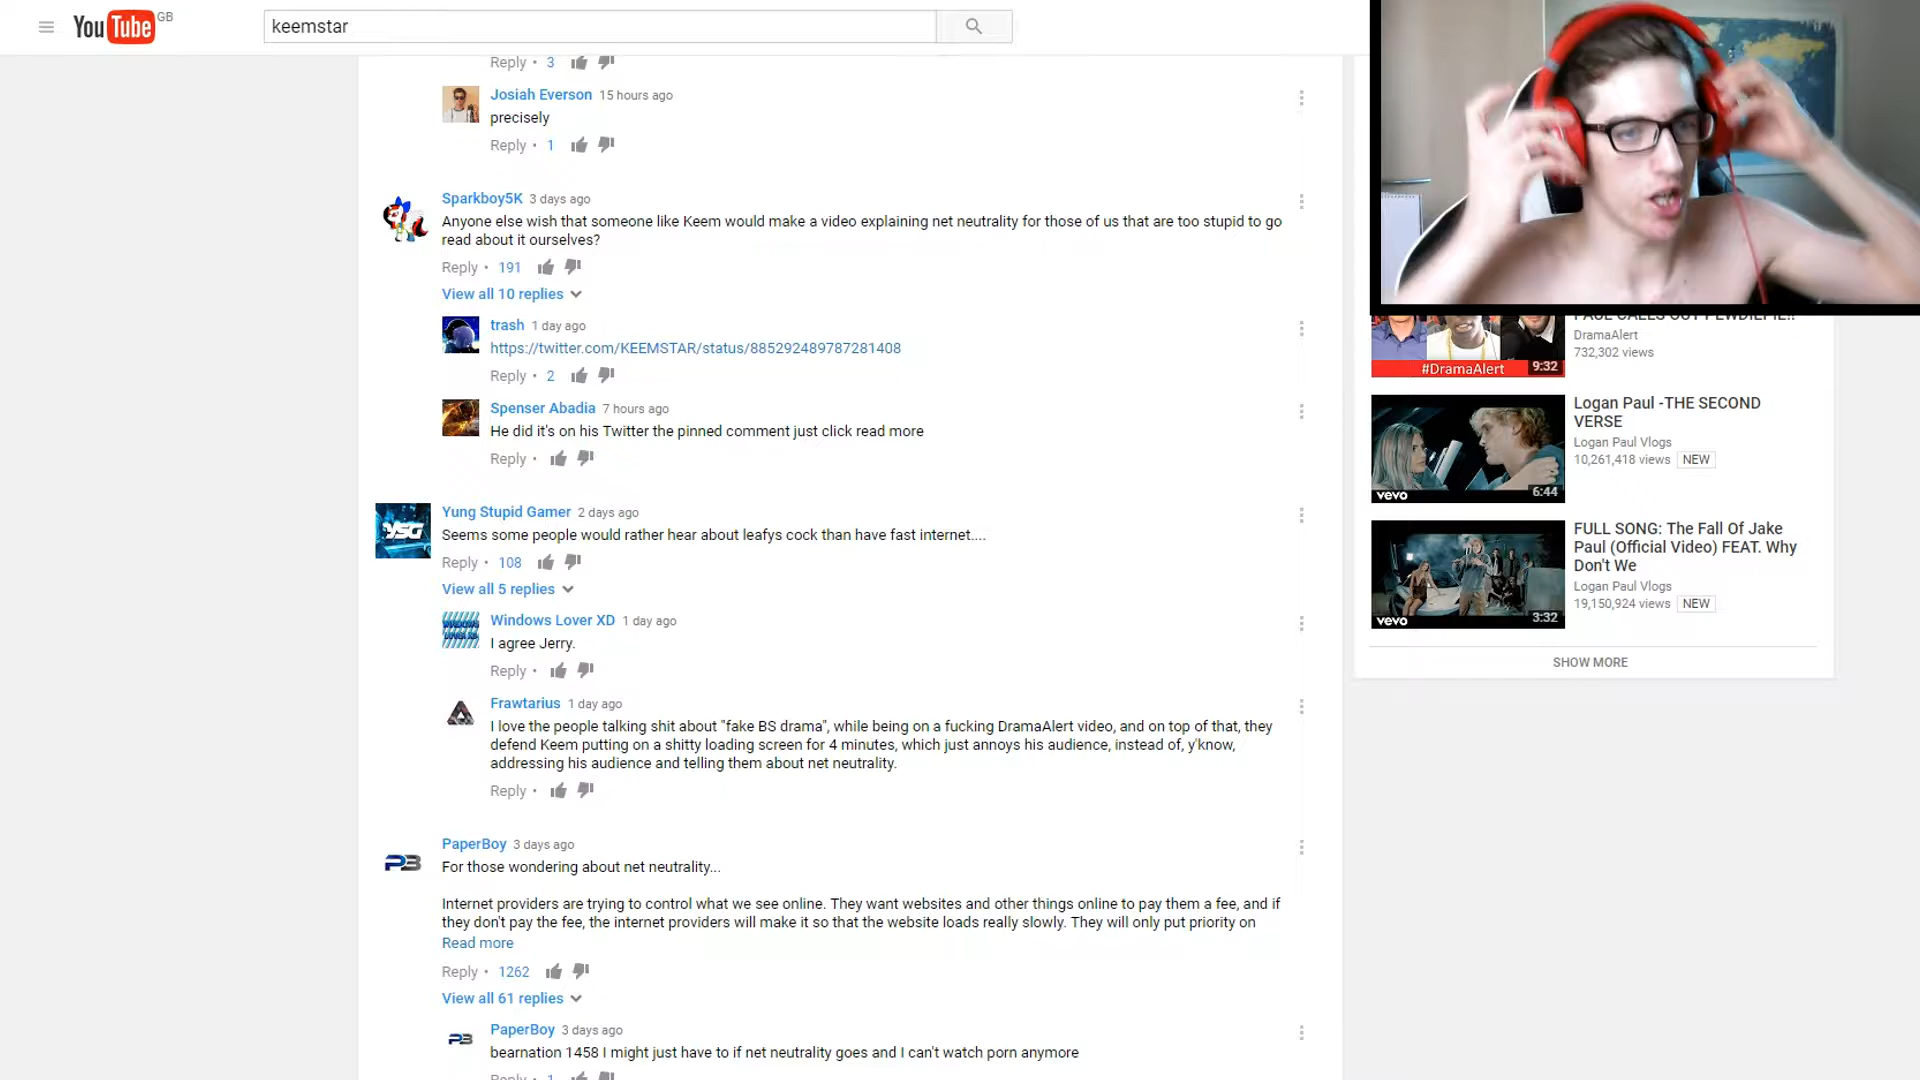 YouTube GB
keemstar
Reply • 3
Josiah Everson 15 hours ago
precisely
Reply • 1
Sparkboy5K 3 days ago
Anyone else wish that someone like Keem would make a video explaining net neutrality for those of us that are too stupid to go
read about it ourselves?
Reply • 191
View all 10 replies
trash 1 day ago
https://twitter.com/KEEMSTAR/status/885292489787281408
Reply • 2
Spenser Abadia 7 hours ago
He did it's on his Twitter the pinned comment just click read more
Reply •
YSG
Yung Stupid Gamer 2 days ago
Seems some people would rather hear about leafys cock than have fast internet....
Reply • 108
View all 5 replies
Windows Lover XD 1 day ago
I agree Jerry.
Reply •
Frawtarius 1 day ago
I love the people talking shit about "fake BS drama", while being on a fucking DramaAlert video, and on top of that, they
defend Keem putting on a shitty loading screen for 4 minutes, which just annoys his audience, instead of, y'know,
addressing his audience and telling them about net neutrality.
Reply •
PB
PaperBoy 3 days ago
For those wondering about net neutrality...
Internet providers are trying to control what we see online. They want websites and other things online to pay them a fee, and if
they don't pay the fee, the internet providers will make it so that the website loads really slowly. They will only put priority on
Read more
Reply • 1262
View all 61 replies
PB
PaperBoy 3 days ago
bearnation 1458 I might just have to if net neutrality goes and I can't watch porn anymore
Reply • 1
PAUL CALLS OUT PEWDIEPIE!!
DramaAlert
732,302 views
#DramaAlert
9:32
Logan Paul -THE SECOND
VERSE
Logan Paul Vlogs
10,261,418 views NEW
vevo
6:44
FULL SONG: The Fall Of Jake
Paul (Official Video) FEAT. Why
Don't We
Logan Paul Vlogs
19,150,924 views NEW
vevo
3:32
SHOW MORE